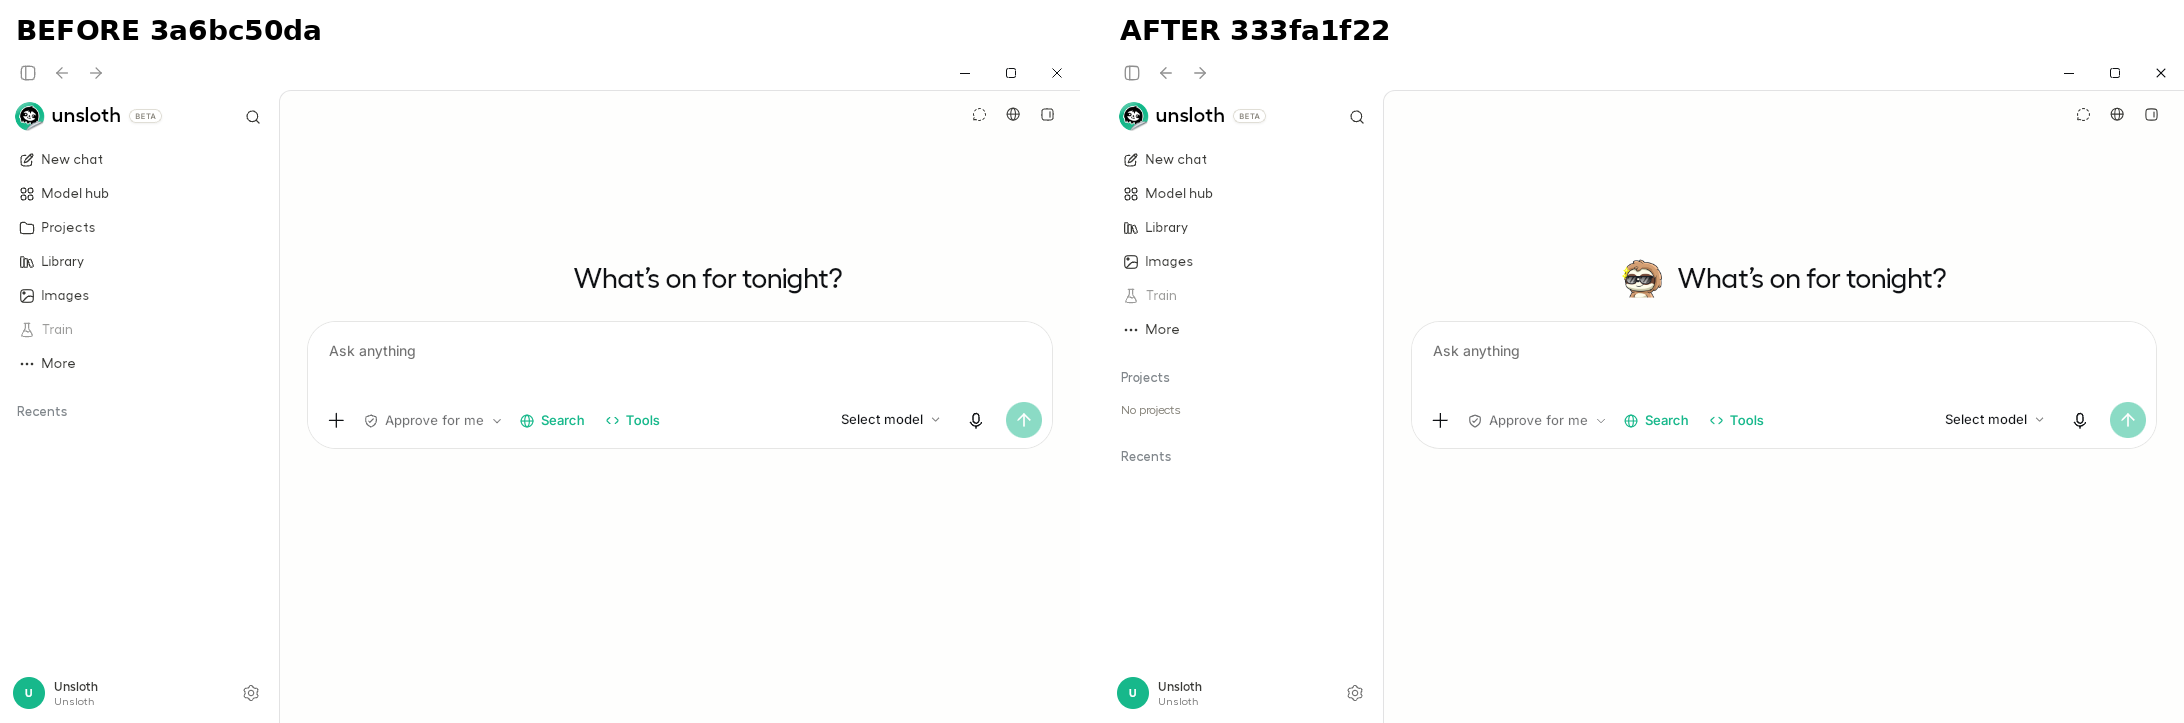 BEFORE 3a6bc50da
unsloth BETA
New chat
Model hub
Projects
Library
Images
Train
More
Recents
What's on for tonight?
Ask anything
Approve for me Search Tools Select model
U
Unsloth
Unsloth
AFTER 333fa1f22
unsloth BETA
New chat
Model hub
Library
Images
Train
More
Projects
No projects
Recents
What's on for tonight?
Ask anything
Approve for me Search Tools Select model
U
Unsloth
Unsloth